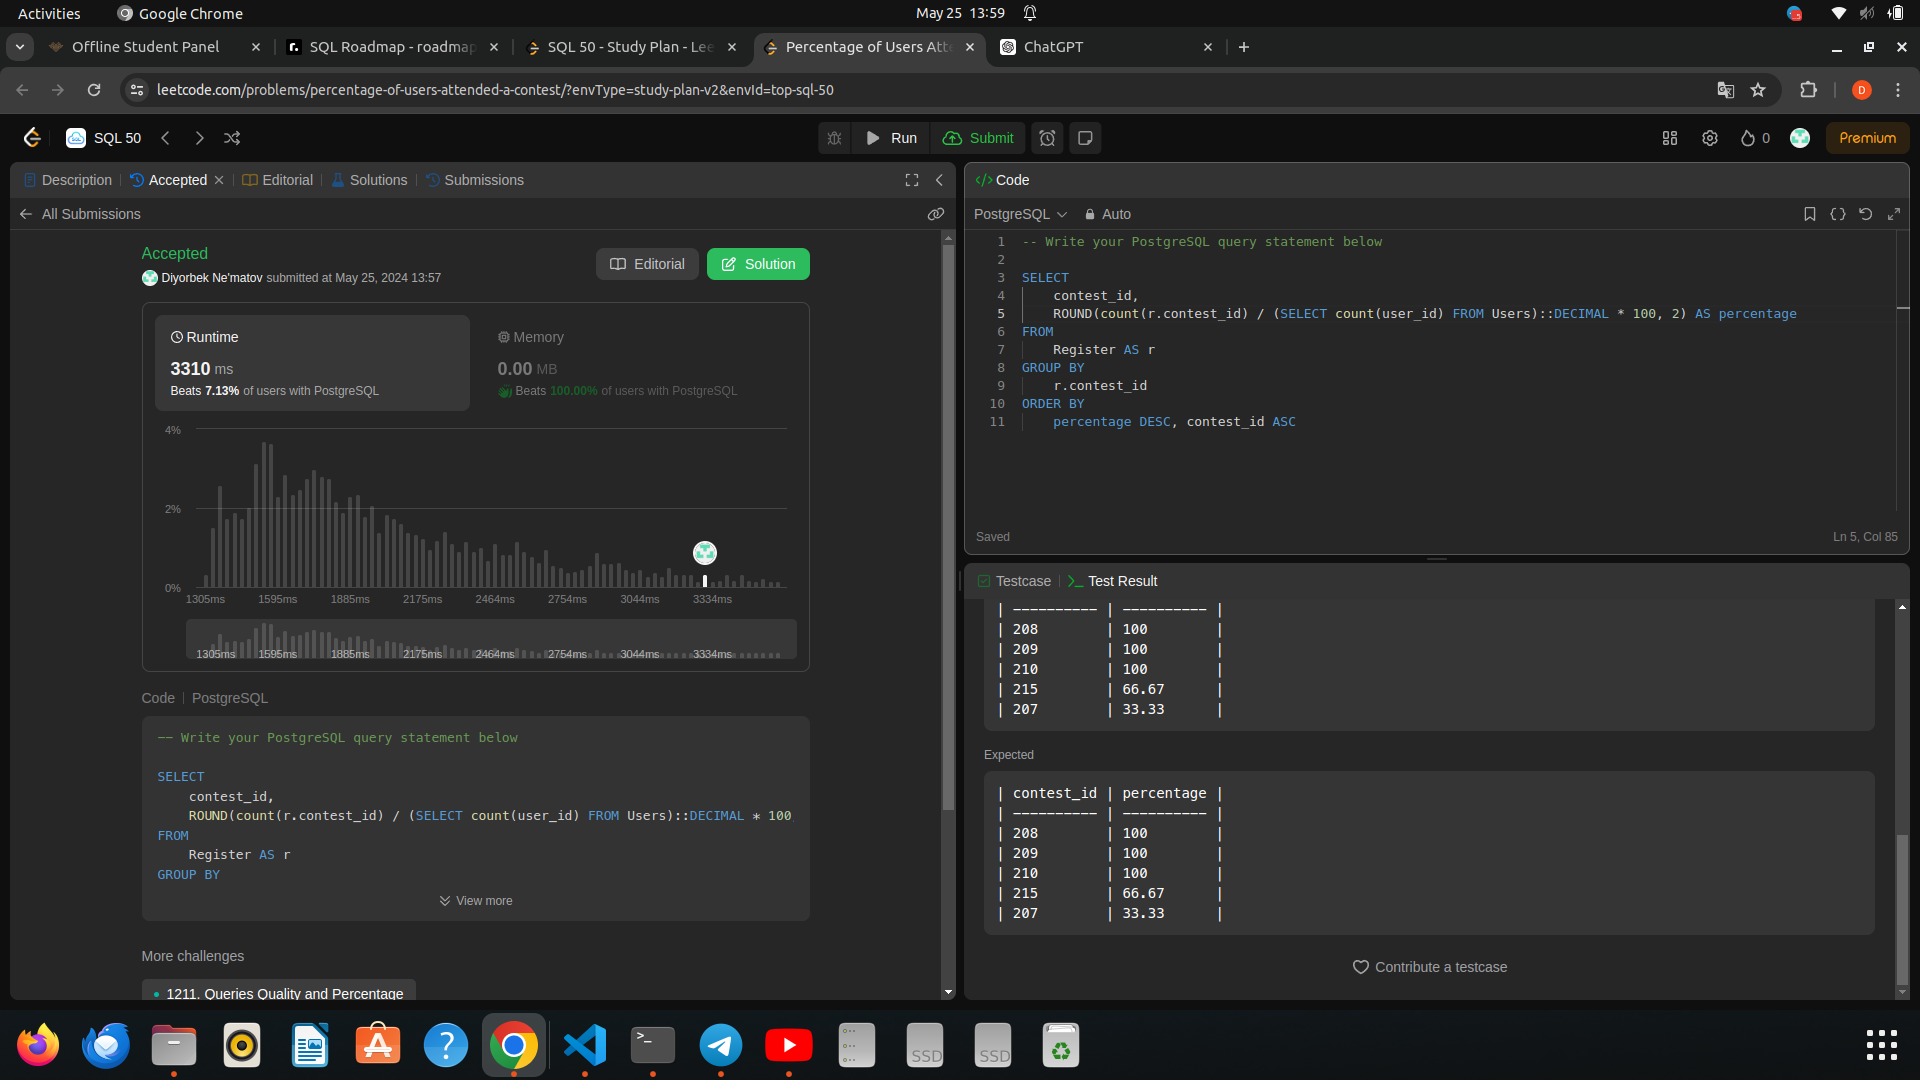 Activities
Google Chrome
May 25 13:59
Offline Student Panel
SQL Roadmap - roadmap
SQL 50 - Study Plan - Lee
Percentage of Users Atte
ChatGPT
leetcode.com/problems/percentage-of-users-attended-a-contest/?envType=study-plan-v2&envId=top-sql-50
D
SQL 50
Run
Submit
0
Premium
Description
Accepted
Editorial
Solutions
Submissions
All Submissions
Accepted
Diyorbek Ne'matov submitted at May 25, 2024 13:57
Editorial
Solution
Runtime
3310 ms
Beats 7.13% of users with PostgreSQL
Memory
0.00 MB
Beats 100.00% of users with PostgreSQL
4%
2%
0%
1305ms 1595ms 1885ms 2175ms 2464ms 2754ms 3044ms 3334ms
1305ms 1595ms 1885ms 2175ms 2464ms 2754ms 3044ms 3334ms
Code | PostgreSQL
-- Write your PostgreSQL query statement below
SELECT
contest_id,
ROUND(count(r.contest_id) / (SELECT count(user_id) FROM Users)::DECIMAL * 100,
FROM
Register AS r
GROUP BY
View more
More challenges
1211. Queries Quality and Percentage
Code
PostgreSQL
Auto
1 -- Write your PostgreSQL query statement below
2
3 SELECT
4 contest_id,
5 ROUND(count(r.contest_id) / (SELECT count(user_id) FROM Users)::DECIMAL * 100, 2) AS percentage
6 FROM
7 Register AS r
8 GROUP BY
9 r.contest_id
10 ORDER BY
11 percentage DESC, contest_id ASC
Saved
Ln 5, Col 85
Testcase
Test Result
| ---------- | ---------- |
| 208 | 100 |
| 209 | 100 |
| 210 | 100 |
| 215 | 66.67 |
| 207 | 33.33 |
Expected
| contest_id | percentage |
| ---------- | ---------- |
| 208 | 100 |
| 209 | 100 |
| 210 | 100 |
| 215 | 66.67 |
| 207 | 33.33 |
Contribute a testcase
SSD
SSD